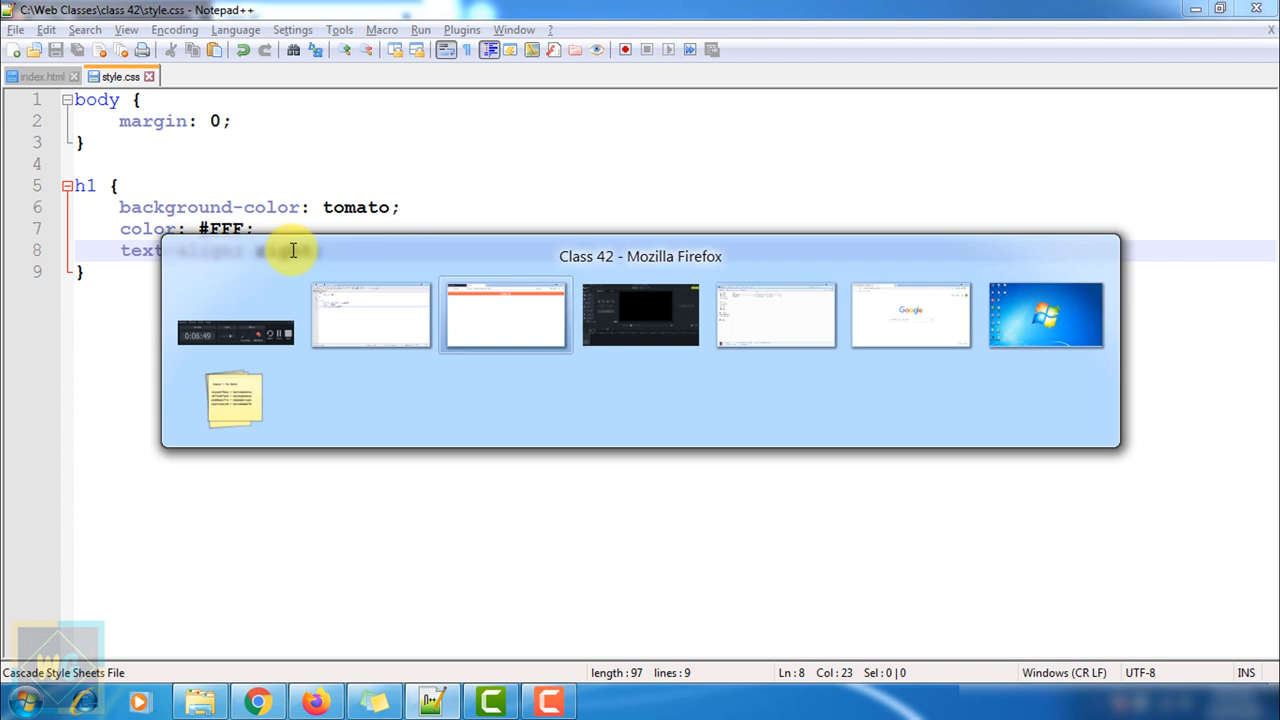 C:\Web Classes\class 42\style.css - Notepad++
File Edit Search View Encoding Language Settings Tools Macro Run Plugins Window ? X
index.html style.css
1 body {
2 margin: 0;
3 }
4
5 h1 {
6 background-color: tomato;
7 color: #FFF;
8 text-align: right;
9 }
Class 42 - Mozilla Firefox
0:06:49
Google
Cascade Style Sheets File length : 97 lines : 9 Ln : 8 Col : 23 Sel : 0 | 0 Windows (CR LF) UTF-8 INS